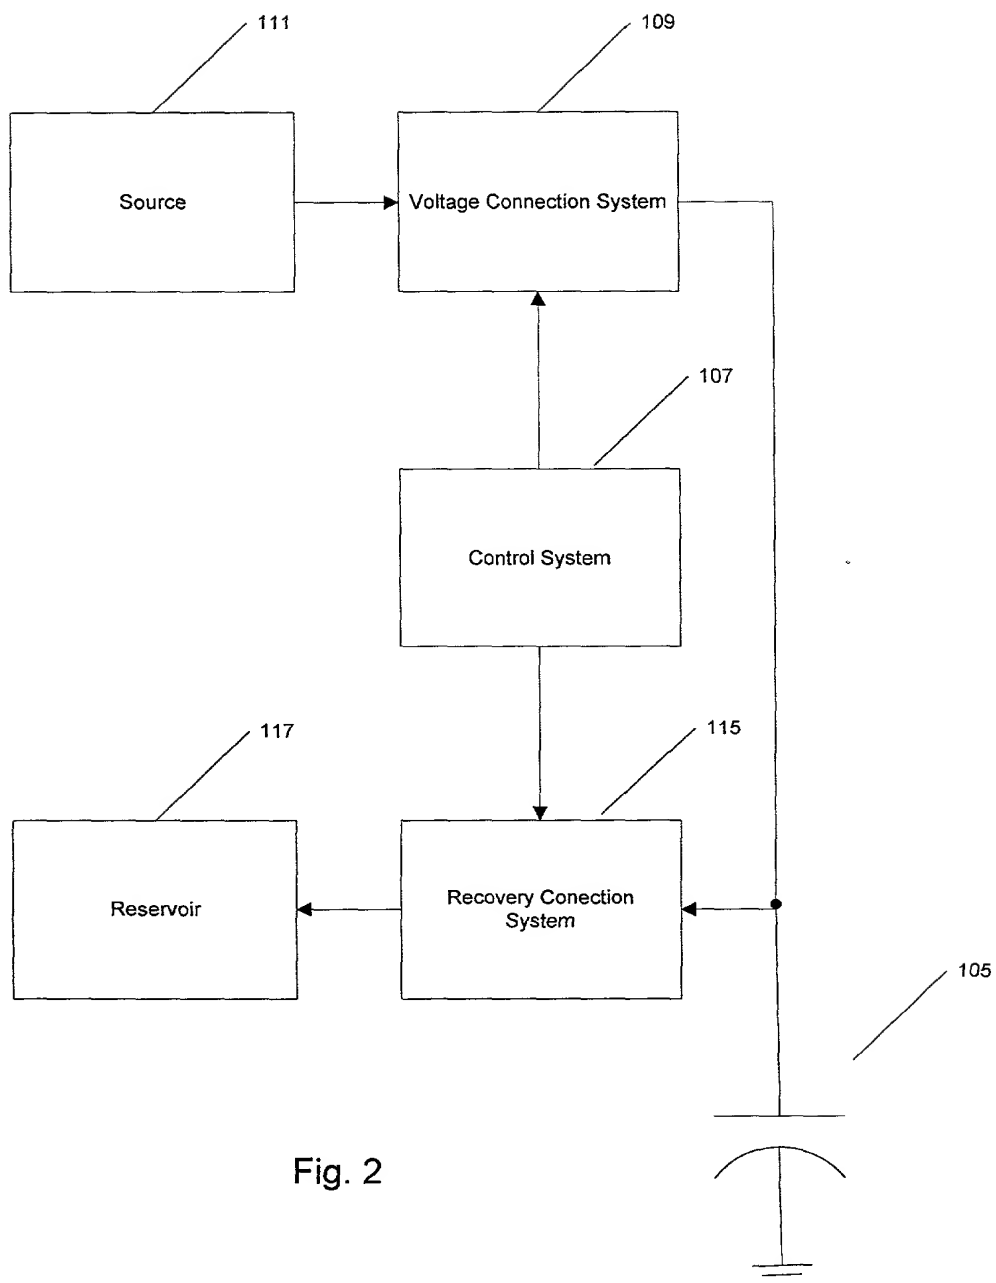 111
109
Source
Voltage Connection System
107
Control System
117
115
Reservoir
Recovery Conection
System
105
Fig. 2